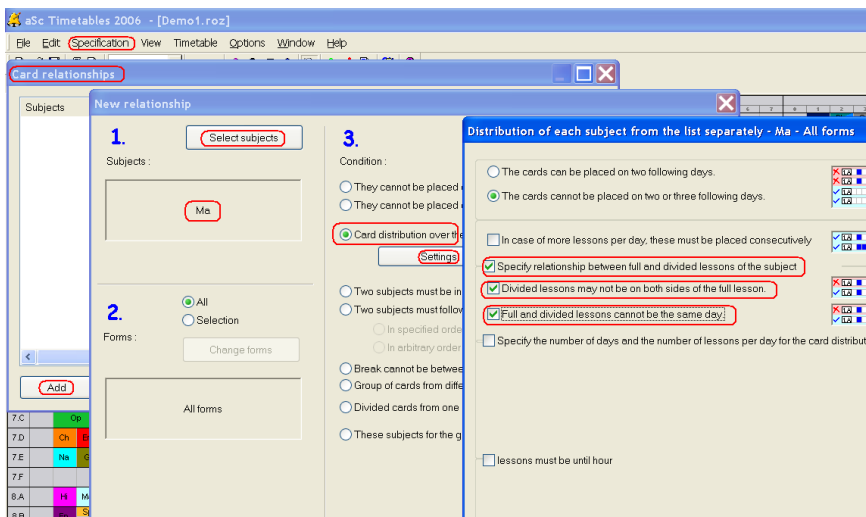 aSc Timetables 2006 - [Demo1.roz]
File Edit Specification View Timetable Options Window Help
Card relationships
Subjects
New relationship
1.
Select subjects
Subjects :
Ma
2.
All
Selection
Forms :
Change forms
All forms
3.
Condition :
They cannot be placed
They cannot be placed
Card distribution over the
Settings
Two subjects must be in
Two subjects must follow
In specified orde
In arbitrary order
Break cannot be betwee
Group of cards from diffe
Divided cards from one
These subjects for the g
Distribution of each subject from the list separately - Ma - All forms
The cards can be placed on two following days.
The cards cannot be placed on two or three following days.
In case of more lessons per day, these must be placed consecutively
Specify relationship between full and divided lessons of the subject
Divided lessons may not be on both sides of the full lesson.
Full and divided lessons cannot be the same day.
Specify the number of days and the number of lessons per day for the card distribut
lessons must be until hour
Add
7.C Op
7.D Ch
7.E Na G
7.F
8.A Hi M
8.B